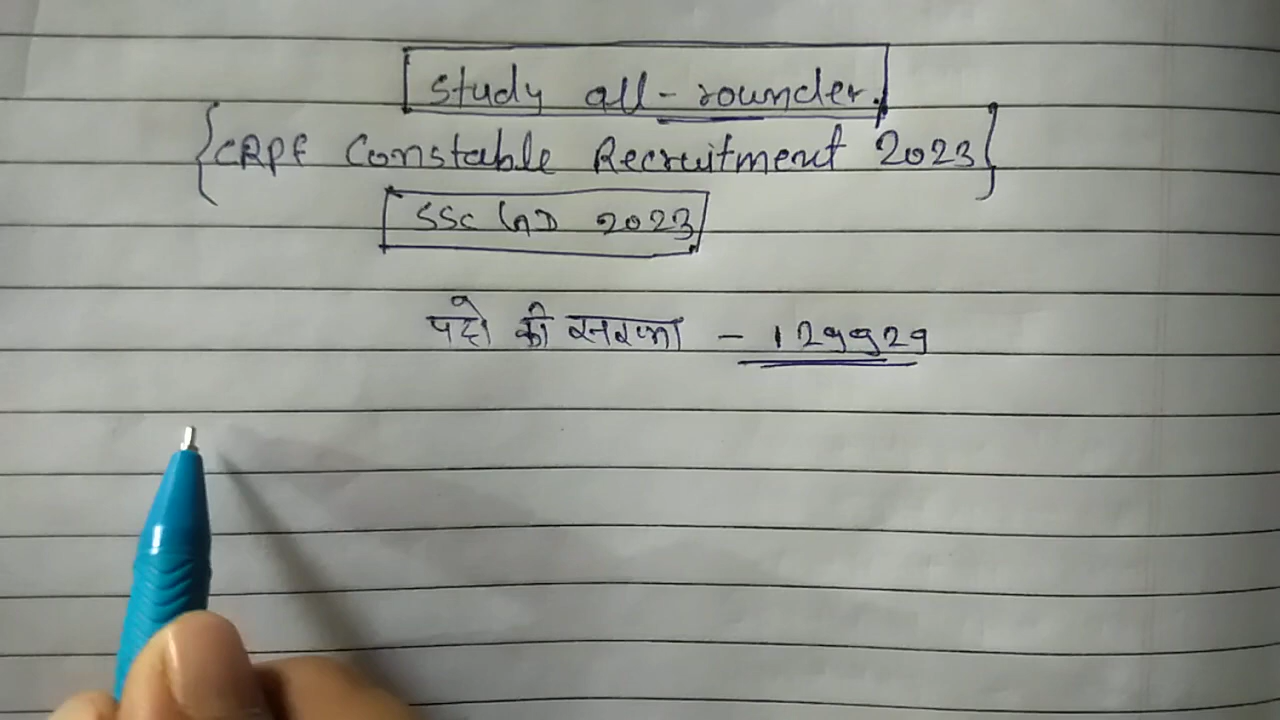 Study all-rounder.
{CRPF Constable Recruitment 2023}
SSC GD 2023
पदो की संख्या - 129929